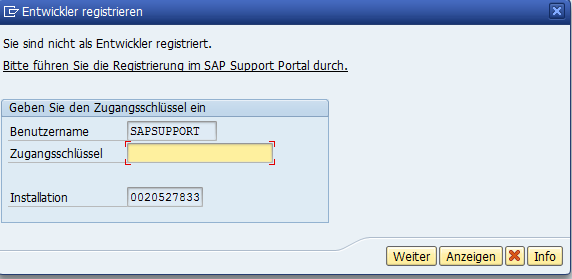 Entwickler registrieren
Sie sind nicht als Entwickler registriert.
Bitte führen Sie die Registrierung im SAP Support Portal durch.
Geben Sie den Zugangsschlüssel ein
Benutzername SAPSUPPORT
Zugangsschlüssel
Installation 0020527833
Weiter Anzeigen Info